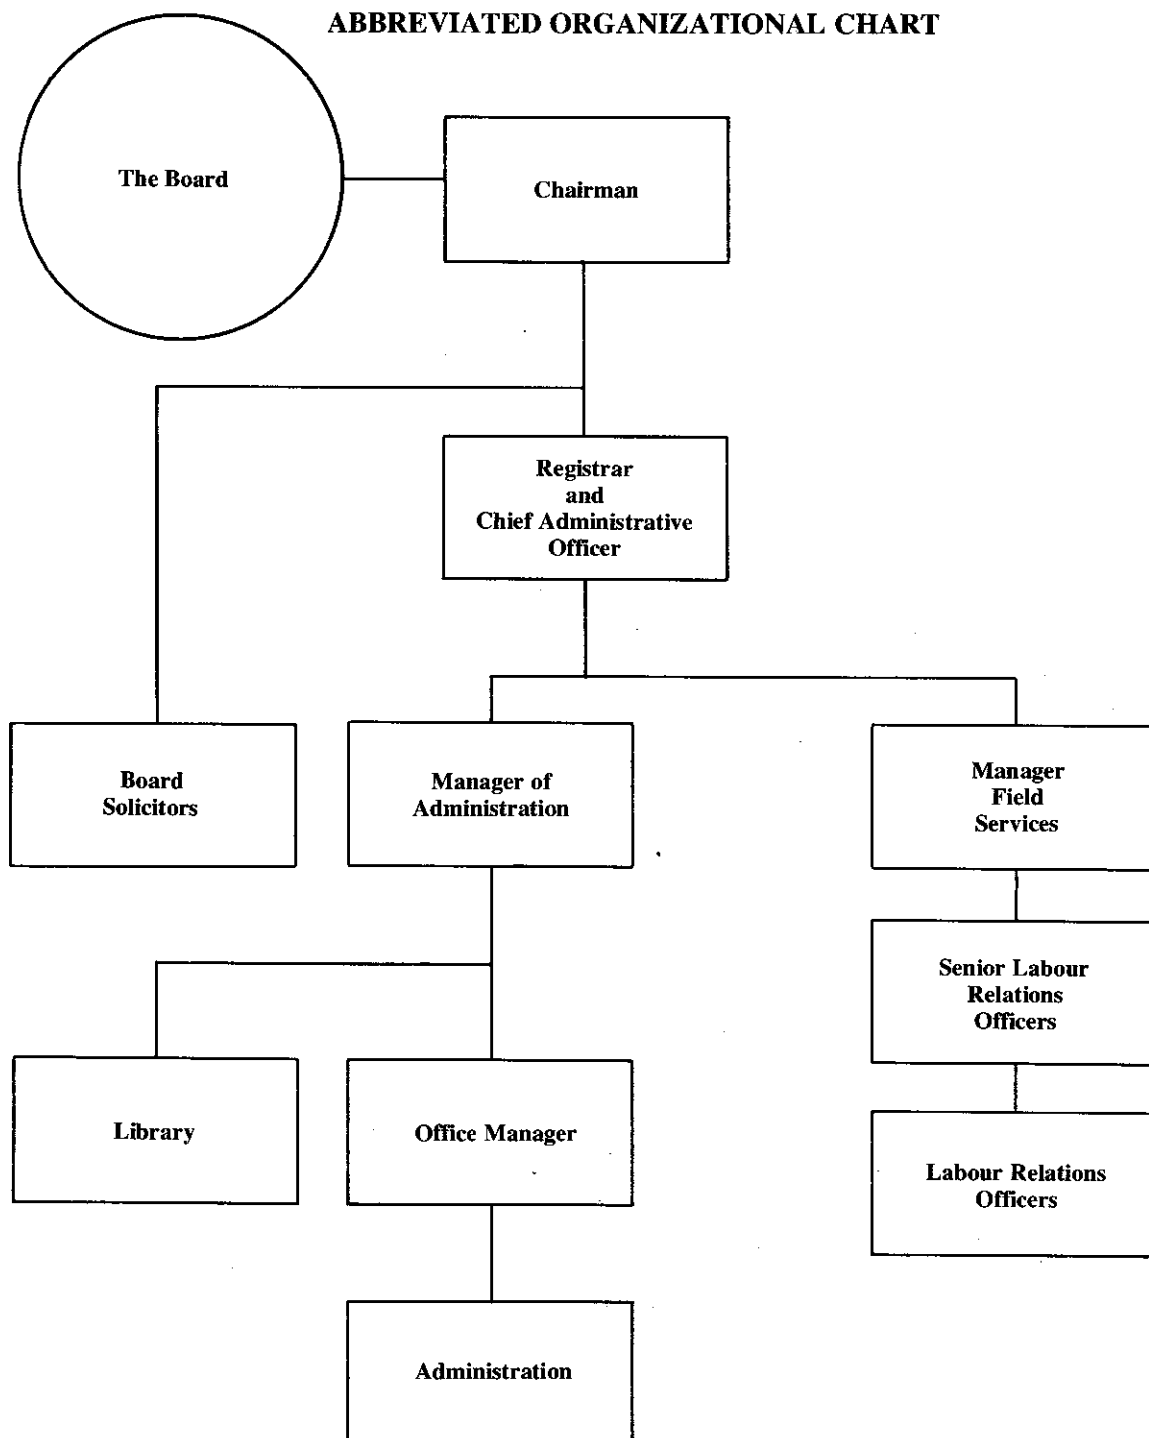 ABBREVIATED ORGANIZATIONAL CHART
The Board
Chairman
Registrar
and
Chief Administrative
Officer
Board
Solicitors
Manager of
Administration
Manager
Field
Services
Senior Labour
Relations
Officers
Library
Office Manager
Labour Relations
Officers
Administration